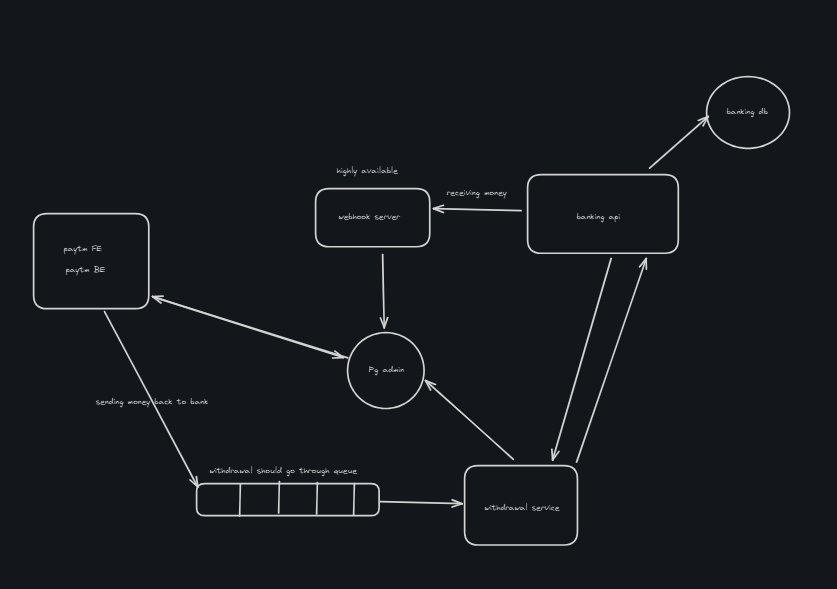 banking db
highly available
receiving money
webhook server
banking api
paytm FE
paytm BE
Pg admin
sending money back to bank
withdrawal should go through queue
withdrawal service